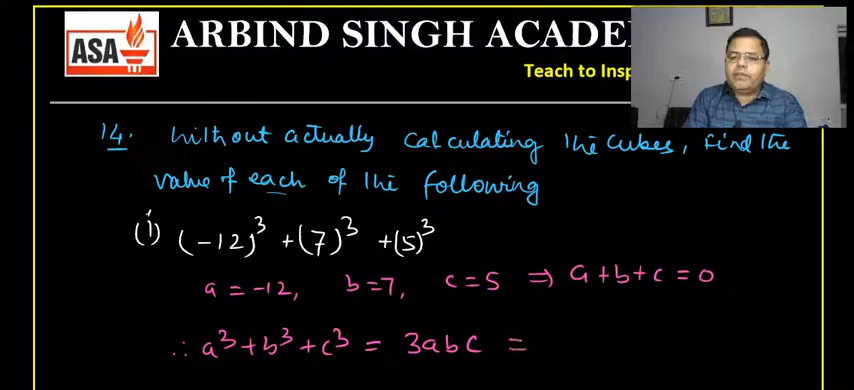 ASA
ARBIND SINGH ACADE
Teach to Inspi
14. Without actually calculating the cubes, find the
value of each of the following
(i) (-12)³ + (7)³ + (5)³
a = -12, b = 7, c = 5 ⇒ a + b + c = 0
∴ a³ + b³ + c³ = 3abc =